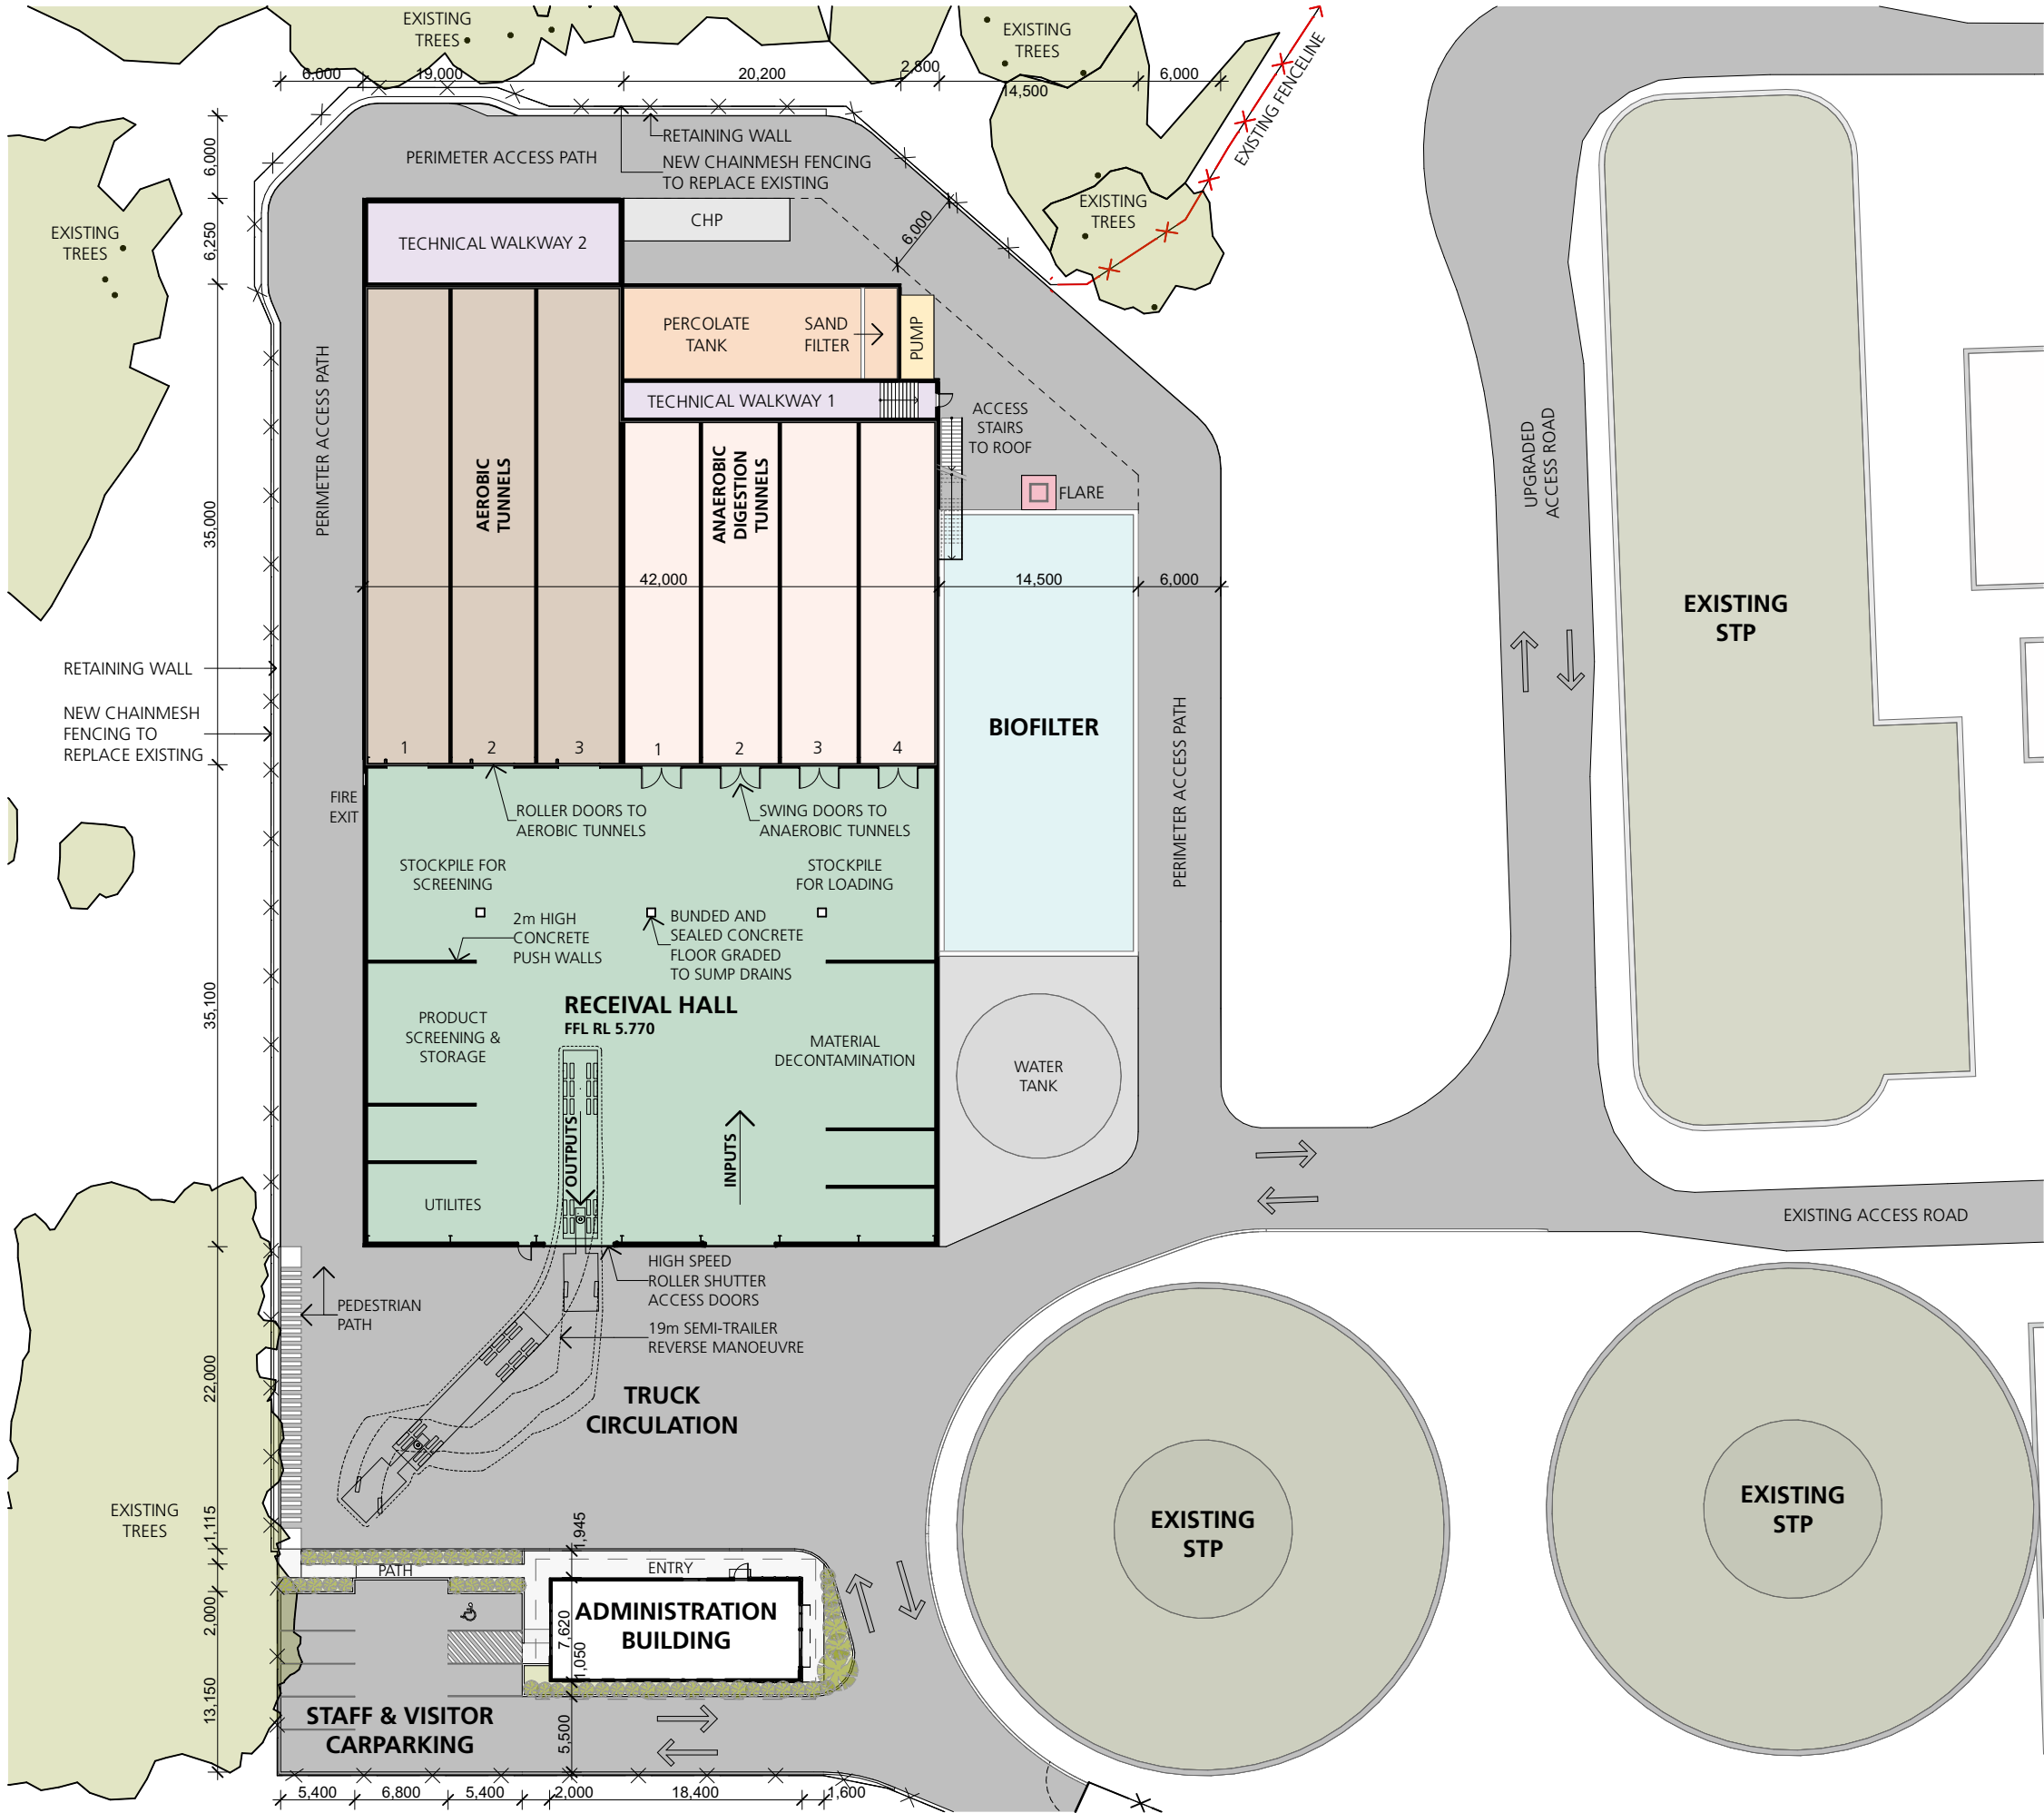 EXISTING
TREES
EXISTING
TREES
6,000
19,000
20,200
2,800
14,500
6,000
EXISTING FENCELINE
RETAINING WALL
PERIMETER ACCESS PATH
NEW CHAINMESH FENCING
TO REPLACE EXISTING
6,000
EXISTING
TREES
CHP
6,000
EXISTING
TREES
TECHNICAL WALKWAY 2
6,250
PERCOLATE
TANK
SAND
FILTER
PUMP
PERIMETER ACCESS PATH
TECHNICAL WALKWAY 1
ACCESS
STAIRS
TO ROOF
UPGRADED
ACCESS ROAD
AEROBIC
TUNNELS
ANAEROBIC
DIGESTION
TUNNELS
FLARE
35,000
42,000
14,500
6,000
EXISTING
STP
RETAINING WALL
NEW CHAINMESH
FENCING TO
REPLACE EXISTING
BIOFILTER
PERIMETER ACCESS PATH
1
2
3
1
2
3
4
FIRE
EXIT
ROLLER DOORS TO
AEROBIC TUNNELS
SWING DOORS TO
ANAEROBIC TUNNELS
STOCKPILE FOR
SCREENING
STOCKPILE
FOR LOADING
2m HIGH
CONCRETE
PUSH WALLS
BUNDED AND
SEALED CONCRETE
FLOOR GRADED
TO SUMP DRAINS
35,100
RECEIVAL HALL
FFL RL 5.770
PRODUCT
SCREENING &
STORAGE
MATERIAL
DECONTAMINATION
WATER
TANK
OUTPUTS
INPUTS
UTILITES
EXISTING ACCESS ROAD
HIGH SPEED
ROLLER SHUTTER
ACCESS DOORS
PEDESTRIAN
PATH
19m SEMI-TRAILER
REVERSE MANOEUVRE
22,000
TRUCK
CIRCULATION
EXISTING
TREES
1,115
1,945
EXISTING
STP
EXISTING
STP
PATH
ENTRY
2,000
7,620
1,050
ADMINISTRATION
BUILDING
13,150
STAFF & VISITOR
CARPARKING
5,500
5,400
6,800
5,400
2,000
18,400
1,600